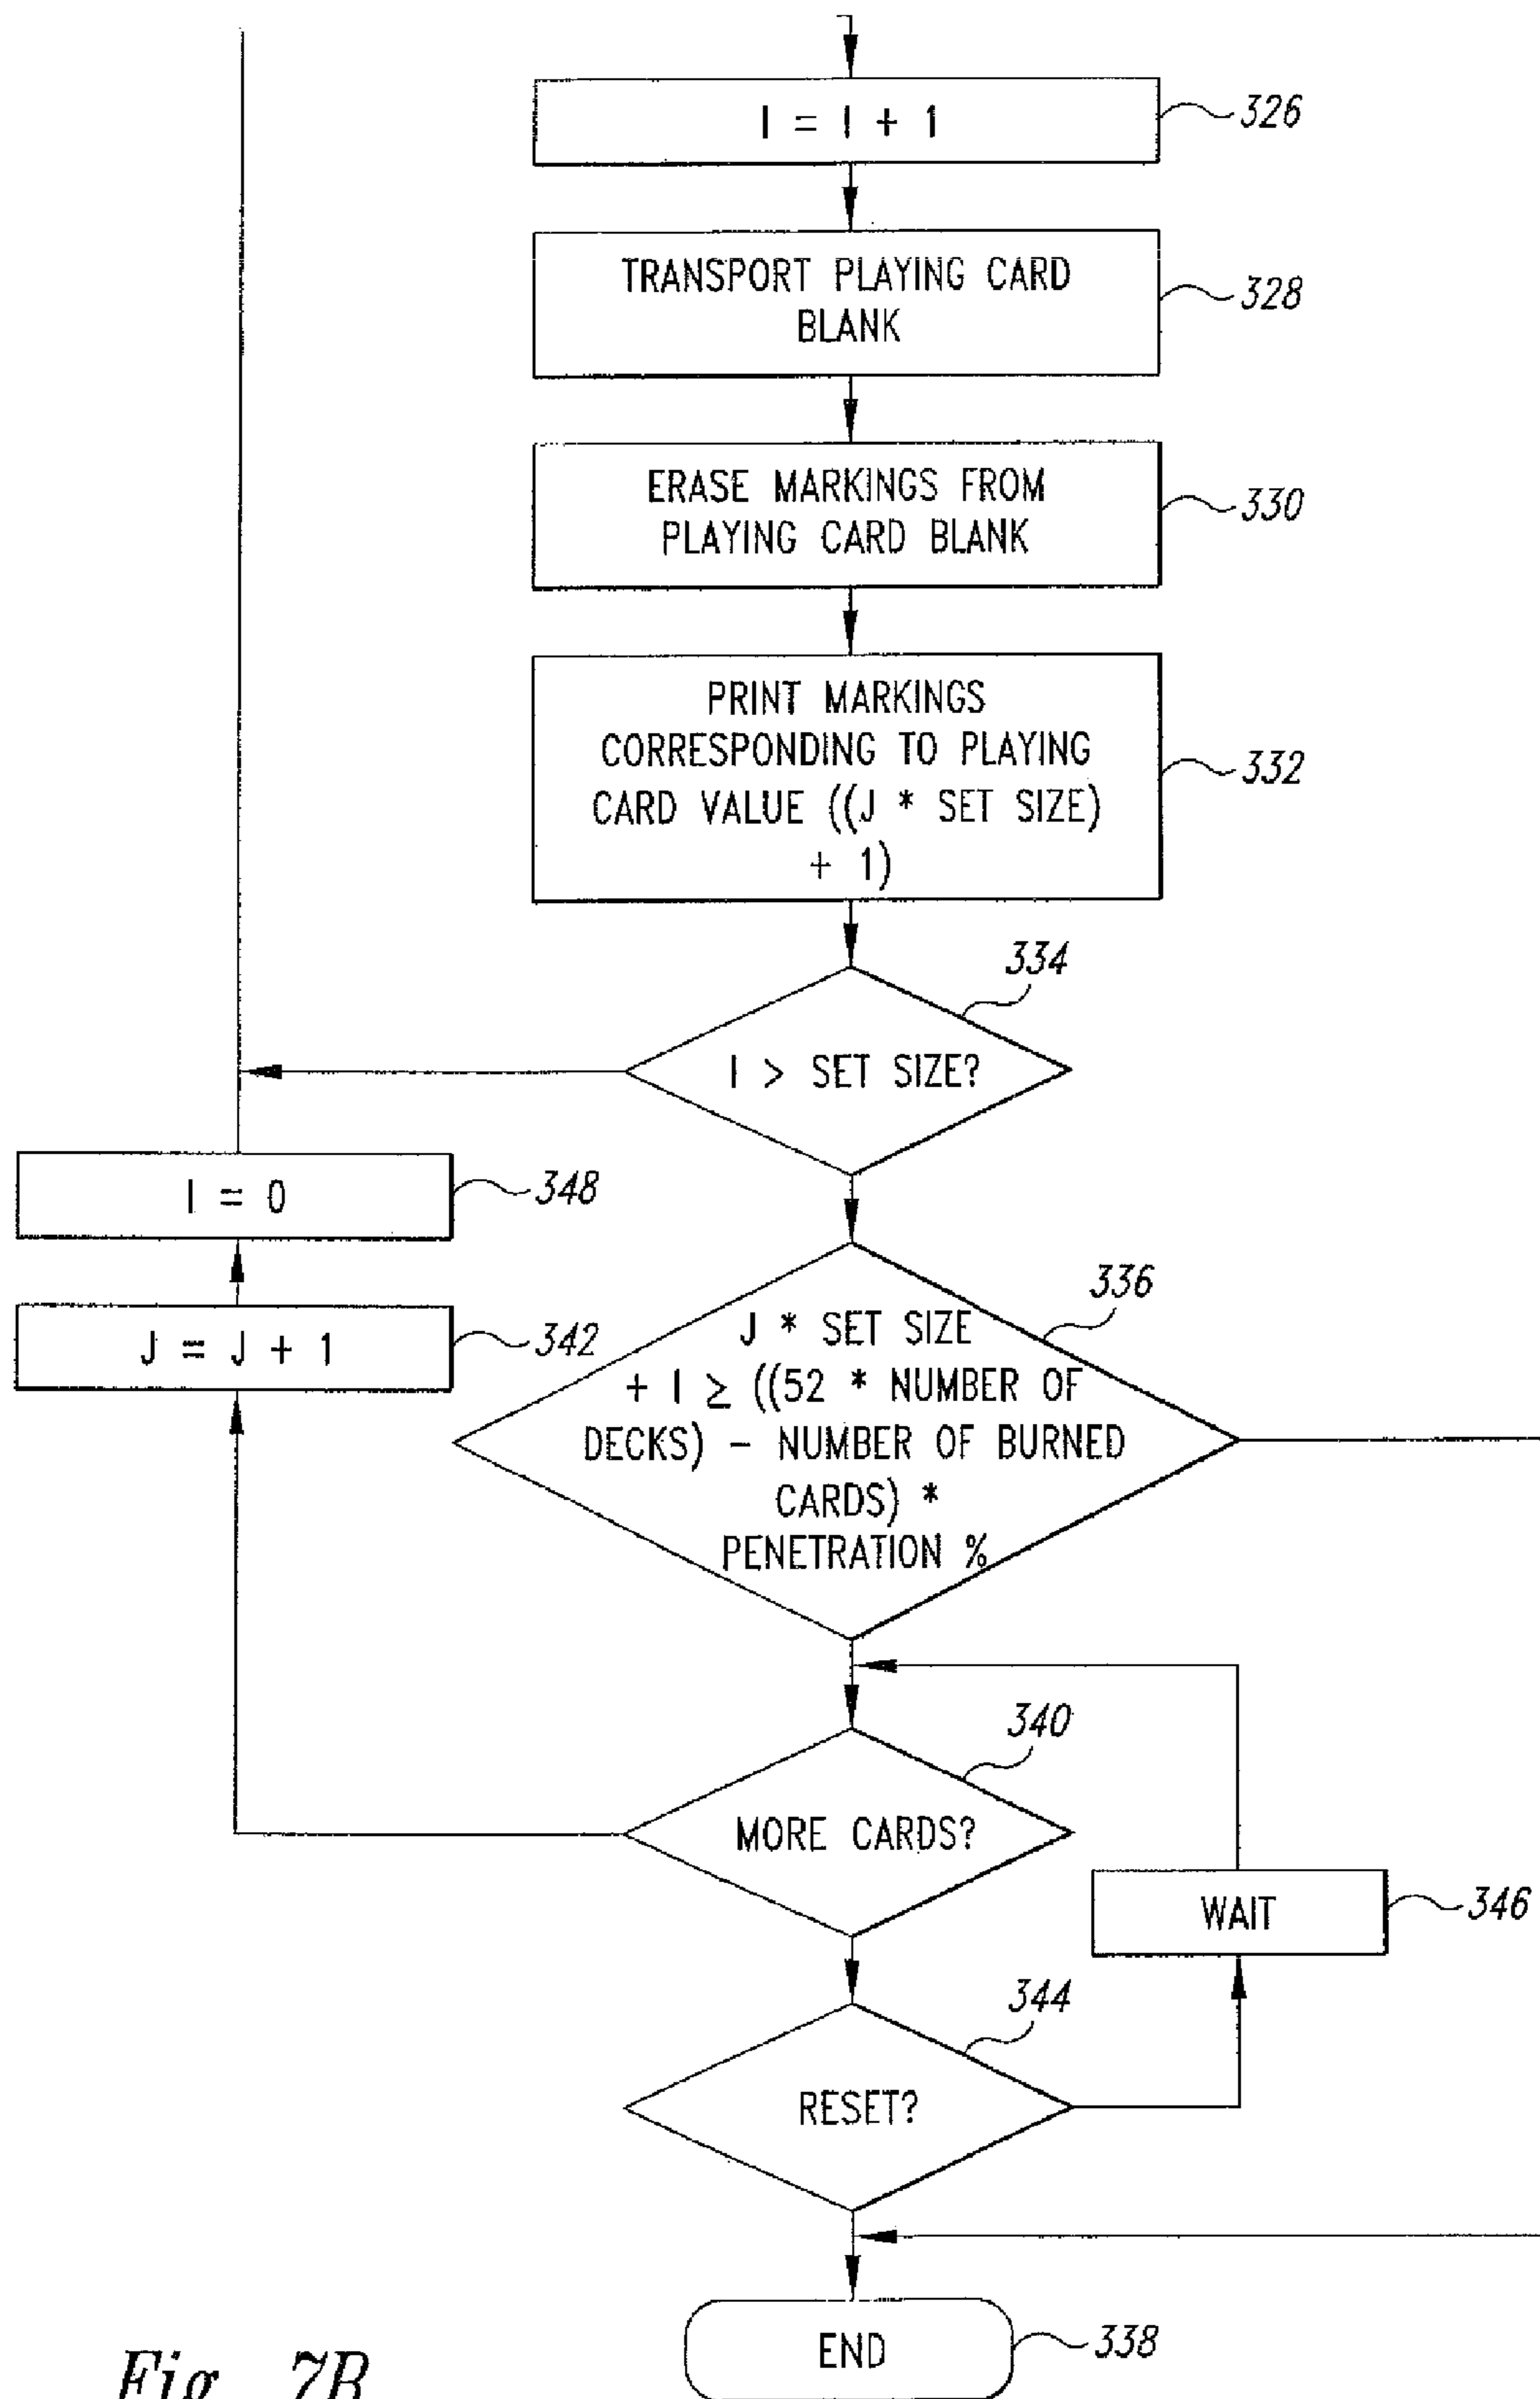 I = I + 1
326
TRANSPORT PLAYING CARD
BLANK
328
ERASE MARKINGS FROM
PLAYING CARD BLANK
330
PRINT MARKINGS
CORRESPONDING TO PLAYING
CARD VALUE ((J * SET SIZE)
+ 1)
332
334
I > SET SIZE?
I = 0
348
J = J + 1
342
336
J * SET SIZE
+ I ≥ ((52 * NUMBER OF
DECKS) - NUMBER OF BURNED
CARDS) *
PENETRATION %
340
MORE CARDS?
WAIT
346
344
RESET?
END
338
Fig. 7B